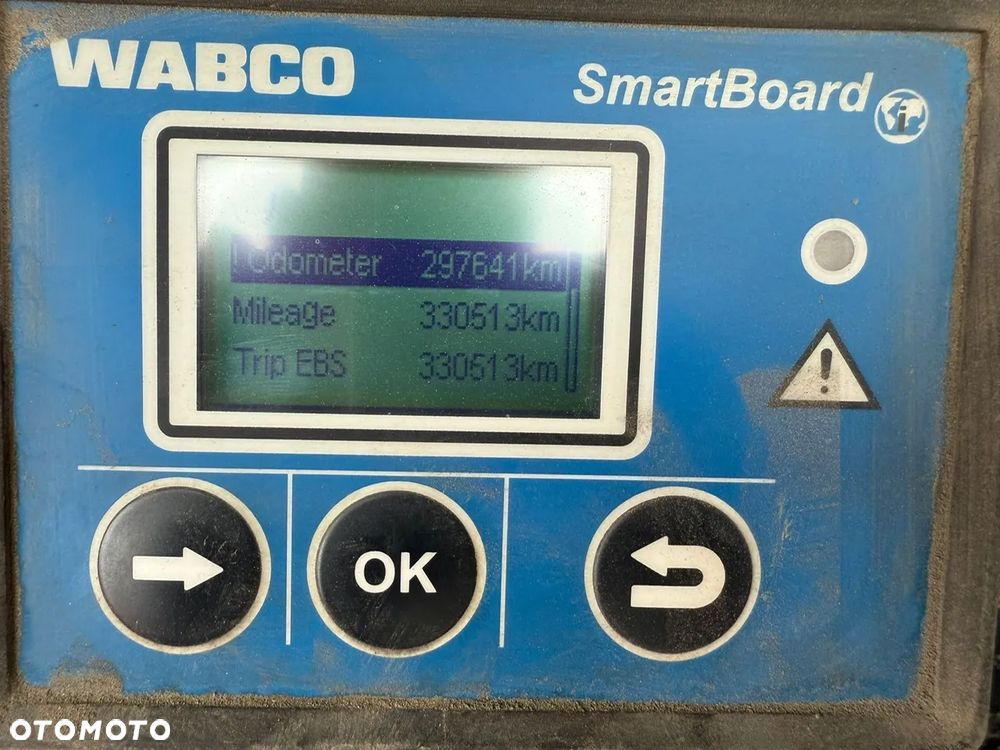 WABCO
SmartBoard
Odometer 297641km
Mileage 330513km
Trip EBS 330513km
OK
OTOMOTO